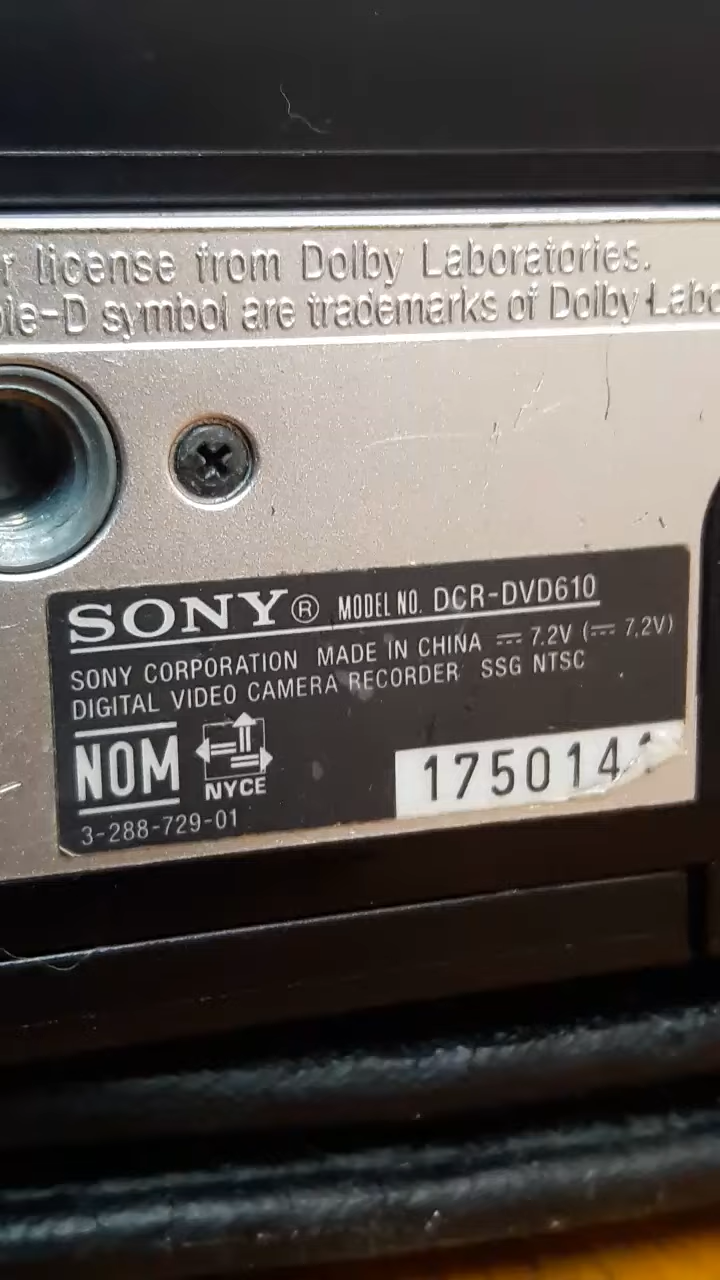 license from Dolby Laboratories.
symbol are trademarks of Dolby
SONY® MODEL NO. DCR-DVD610
SONY CORPORATION MADE IN CHINA ⎓ 7.2V (⎓ 7.2V)
DIGITAL VIDEO CAMERA RECORDER SSG NTSC
NOM
NYCE
3-288-729-01